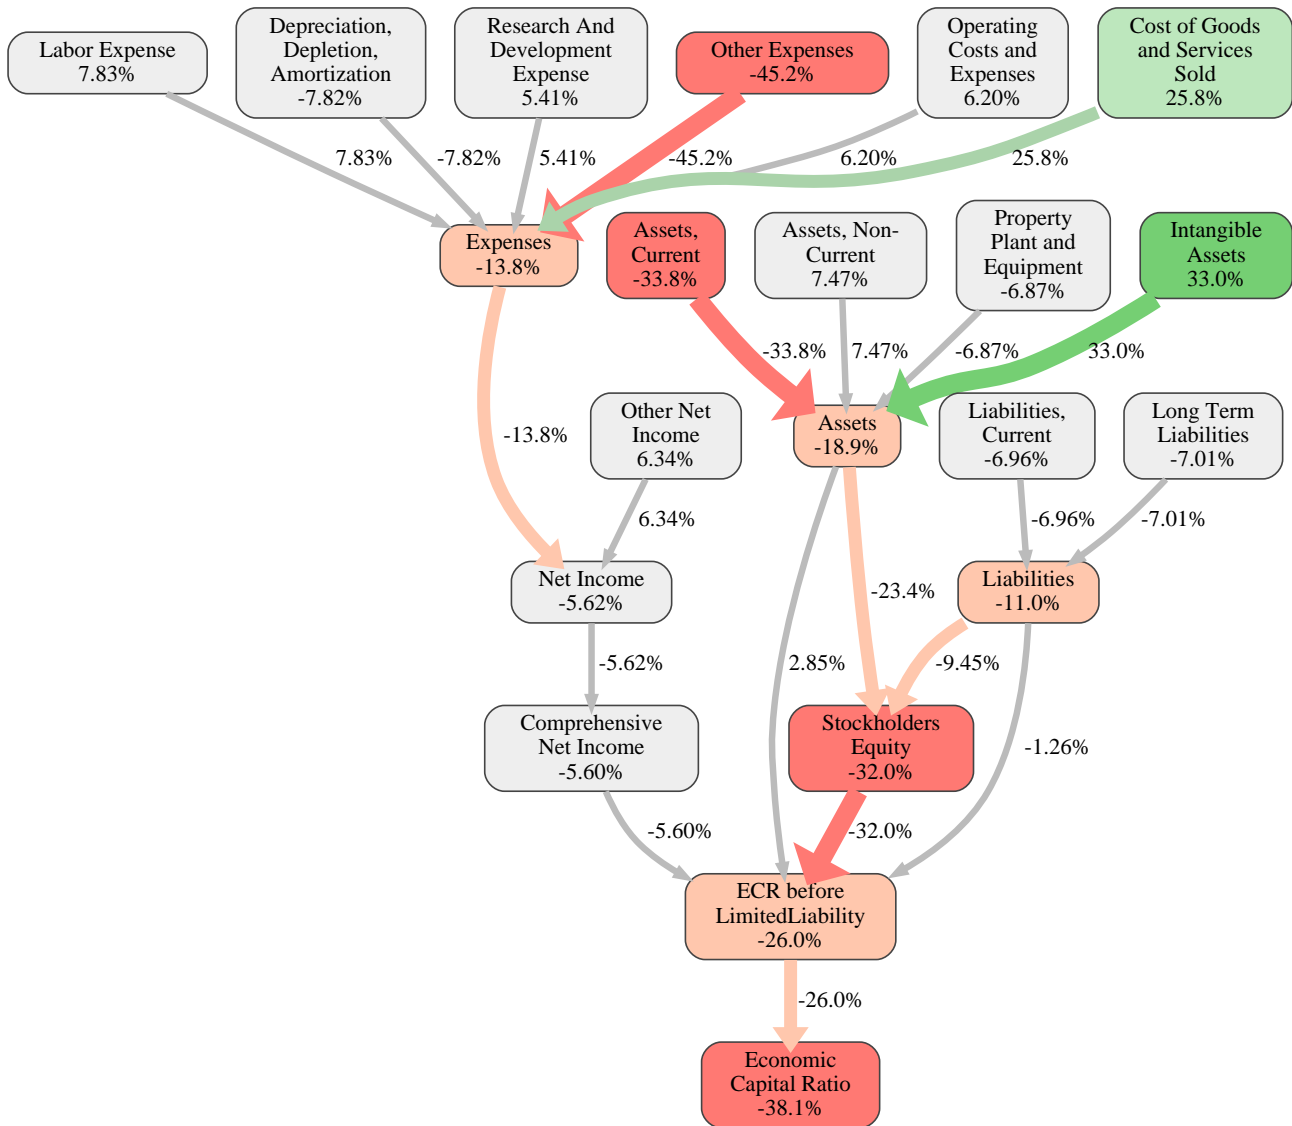 Labor Expense
7.83%
Depreciation,
Depletion,
Amortization
-7.82%
Research And
Development
Expense
5.41%
Other Expenses
-45.2%
Operating
Costs and
Expenses
6.20%
Cost of Goods
and Services
Sold
25.8%
7.83%
-7.82%
5.41%
-45.2%
6.20%
25.8%
Expenses
-13.8%
Assets,
Current
-33.8%
Assets, Non-
Current
7.47%
Property
Plant and
Equipment
-6.87%
Intangible
Assets
33.0%
-33.8%
7.47%
-6.87%
33.0%
-13.8%
Other Net
Income
6.34%
Assets
-18.9%
Liabilities,
Current
-6.96%
Long Term
Liabilities
-7.01%
6.34%
-6.96%
-7.01%
Net Income
-5.62%
-23.4%
Liabilities
-11.0%
-5.62%
2.85%
-9.45%
Comprehensive
Net Income
-5.60%
Stockholders
Equity
-32.0%
-1.26%
-5.60%
-32.0%
ECR before
LimitedLiability
-26.0%
-26.0%
Economic
Capital Ratio
-38.1%